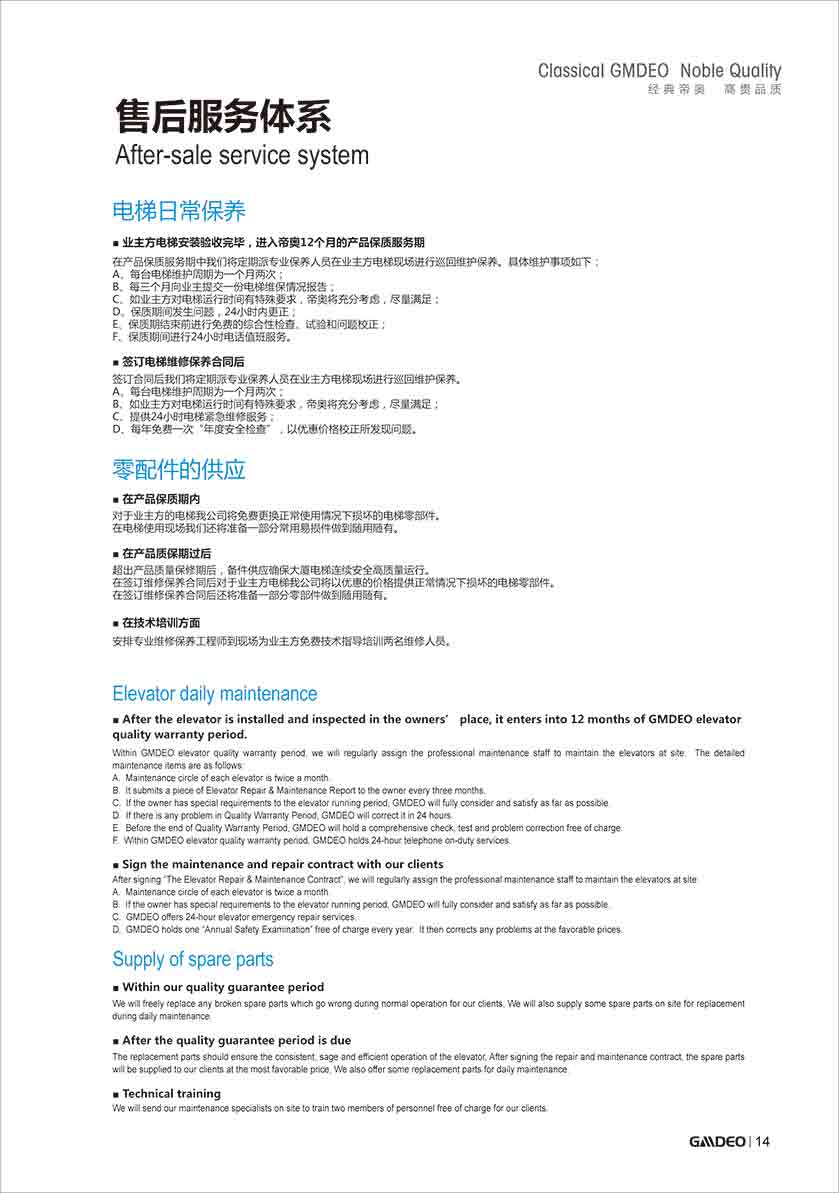 Classical GMDEO Noble Quality
经典帝奥 高贵品质
售后服务体系
After-sale service system
电梯日常保养
■ 业主方电梯安装验收完毕，进入帝奥12个月的产品保质服务期
在产品保质服务期中我们将定期派专业保养人员在业主方电梯现场进行巡回维护保养。具体维护事项如下：
A、每台电梯维护周期为一个月两次；
B、每三个月向业主提交一份电梯维保情况报告；
C、如业主方对电梯运行时间有特殊要求，帝奥将充分考虑，尽量满足；
D、保质期间发生问题，24小时内更正；
E、保质期结束前进行免费的综合性检查、试验和问题校正；
F、保质期间进行24小时电话值班服务。
■ 签订电梯维修保养合同后
签订合同后我们将定期派专业保养人员在业主方电梯现场进行巡回维护保养。
A、每台电梯维护周期为一个月两次；
B、如业主方对电梯运行时间有特殊要求，帝奥将充分考虑，尽量满足；
C、提供24小时电梯紧急维修服务；
D、每年免费一次“年度安全检查”，以优惠价格校正所发现问题。
零配件的供应
■ 在产品保质期内
对于业主方的电梯我公司将免费更换正常使用情况下损坏的电梯零部件。
在电梯使用现场我们还将准备一部分常用易损件做到随用随有。
■ 在产品质保期过后
超出产品质量保修期后，备件供应确保大厦电梯连续安全高质量运行。
在签订维修保养合同后对于业主方电梯我公司将以优惠的价格提供正常情况下损坏的电梯零部件。
在签订维修保养合同后还将准备一部分零部件做到随用随有。
■ 在技术培训方面
安排专业维修保养工程师到现场为业主方免费技术指导培训两名维修人员。
Elevator daily maintenance
■ After the elevator is installed and inspected in the owners’ place, it enters into 12 months of GMDEO elevator
quality warranty period.
Within GMDEO elevator quality warranty period, we will regularly assign the professional maintenance staff to maintain the elevators at site. The detailed
maintenance items are as follows:
A. Maintenance circle of each elevator is twice a month.
B. It submits a piece of Elevator Repair & Maintenance Report to the owner every three months.
C. If the owner has special requirements to the elevator running period, GMDEO will fully consider and satisfy as far as possible.
D. If there is any problem in Quality Warranty Period, GMDEO will correct it in 24 hours.
E. Before the end of Quality Warranty Period, GMDEO will hold a comprehensive check, test and problem correction free of charge.
F. Within GMDEO elevator quality warranty period, GMDEO holds 24-hour telephone on-duty services.
■ Sign the maintenance and repair contract with our clients
After signing “The Elevator Repair & Maintenance Contract”, we will regularly assign the professional maintenance staff to maintain the elevators at site.
A. Maintenance circle of each elevator is twice a month.
B. If the owner has special requirements to the elevator running period, GMDEO will fully consider and satisfy as far as possible.
C. GMDEO offers 24-hour elevator emergency repair services.
D. GMDEO holds one “Annual Safety Examination” free of charge every year. It then corrects any problems at the favorable prices.
Supply of spare parts
■ Within our quality guarantee period
We will freely replace any broken spare parts which go wrong during normal operation for our clients, We will also supply some spare parts on site for replacement
during daily maintenance.
■ After the quality guarantee period is due
The replacement parts should ensure the consistent, sage and efficient operation of the elevator, After signing the repair and maintenance contract, the spare parts
will be supplied to our clients at the most favorable price, We also offer some replacement parts for daily maintenance.
■ Technical training
We will send our maintenance specialists on site to train two members of personnel free of charge for our clients.
GMDEO | 14